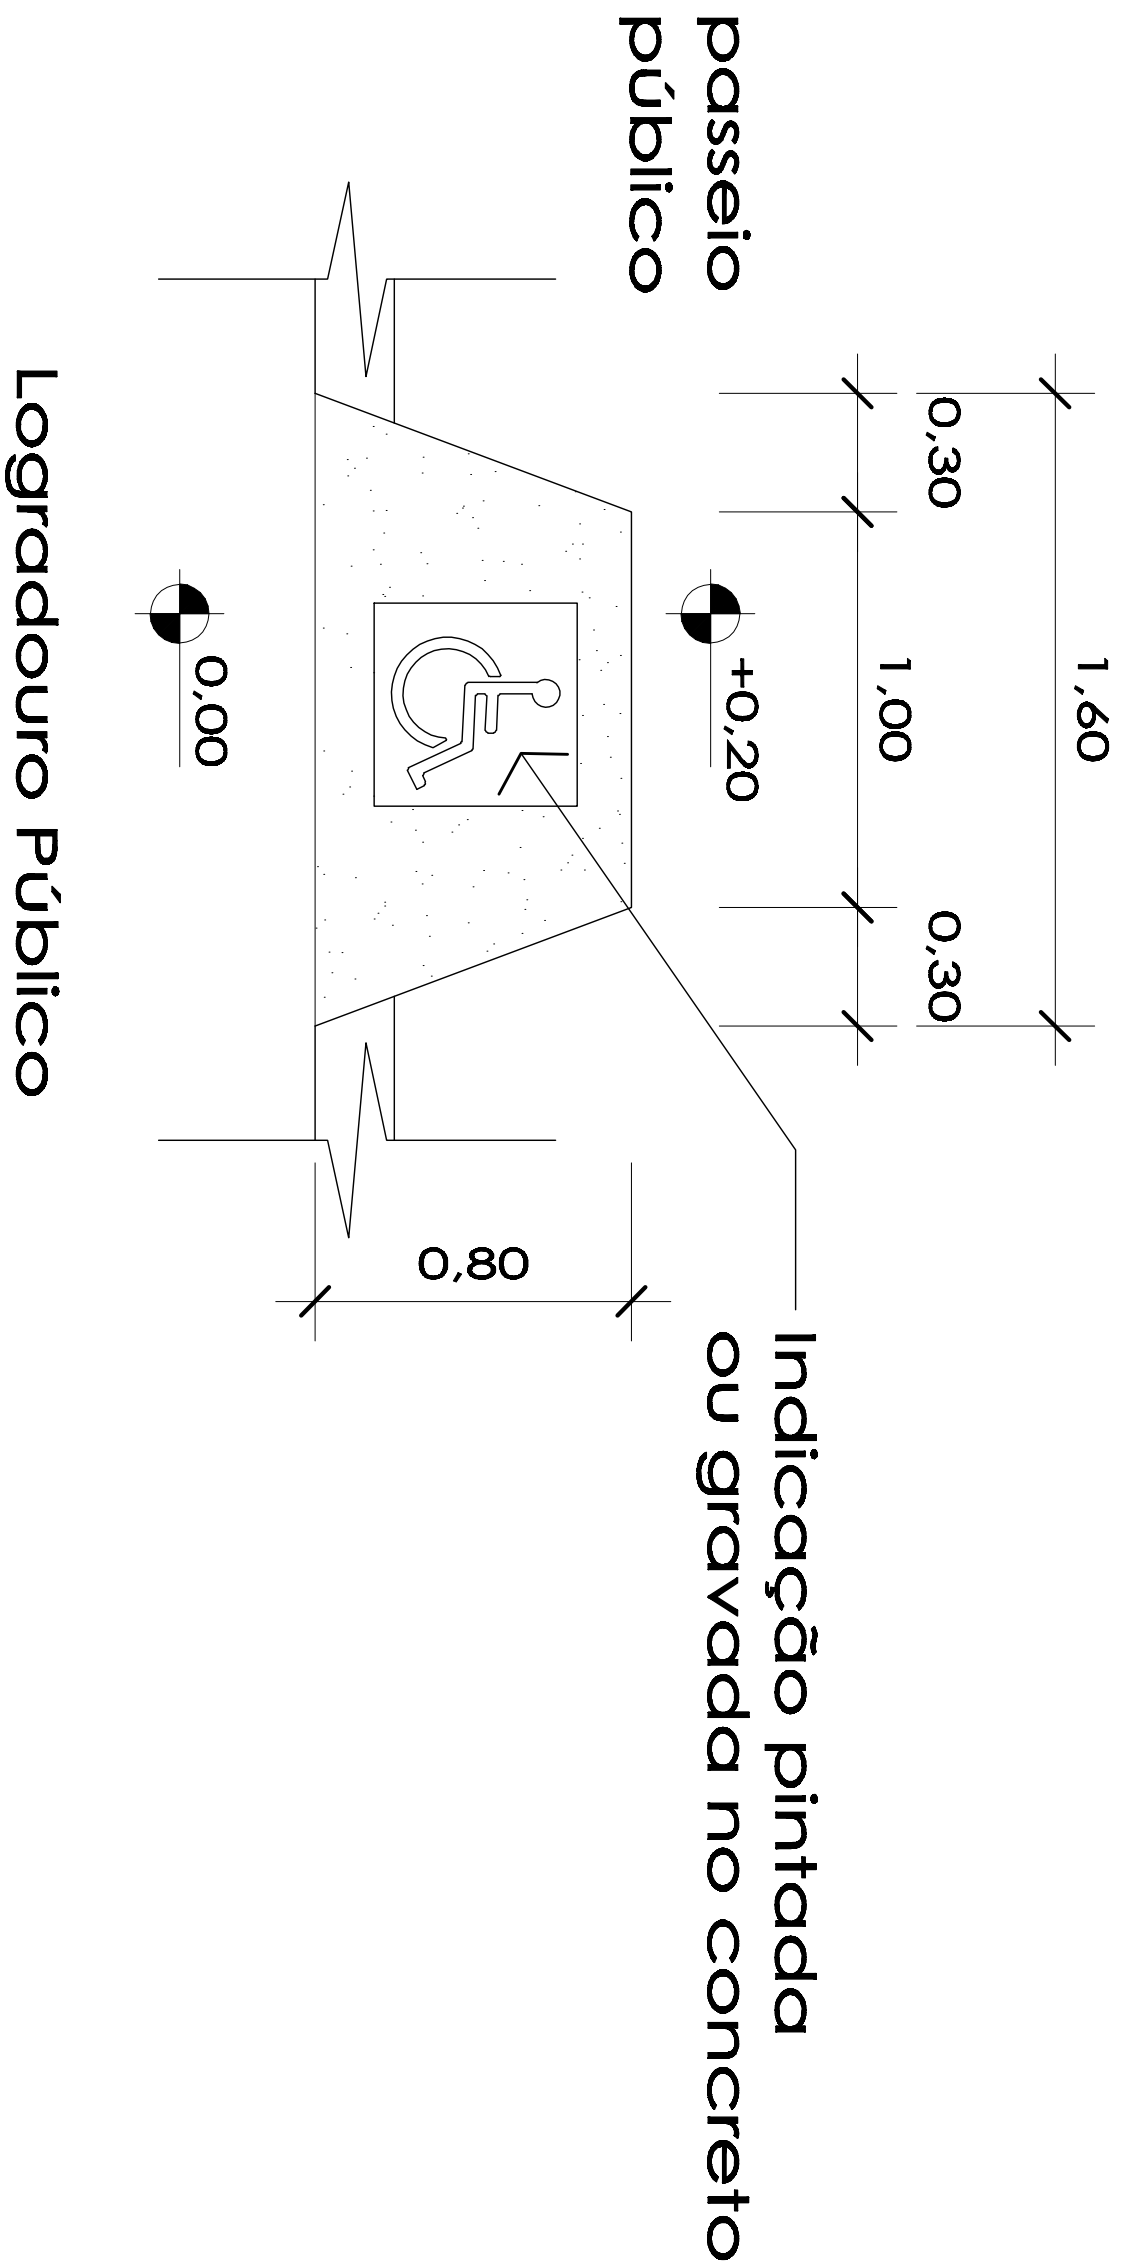 1,60
0,30
0,30
1,00
Indicação pintada
ou gravada no concreto
passeio
público
+0,20
0,80
0,00
Logradouro Público